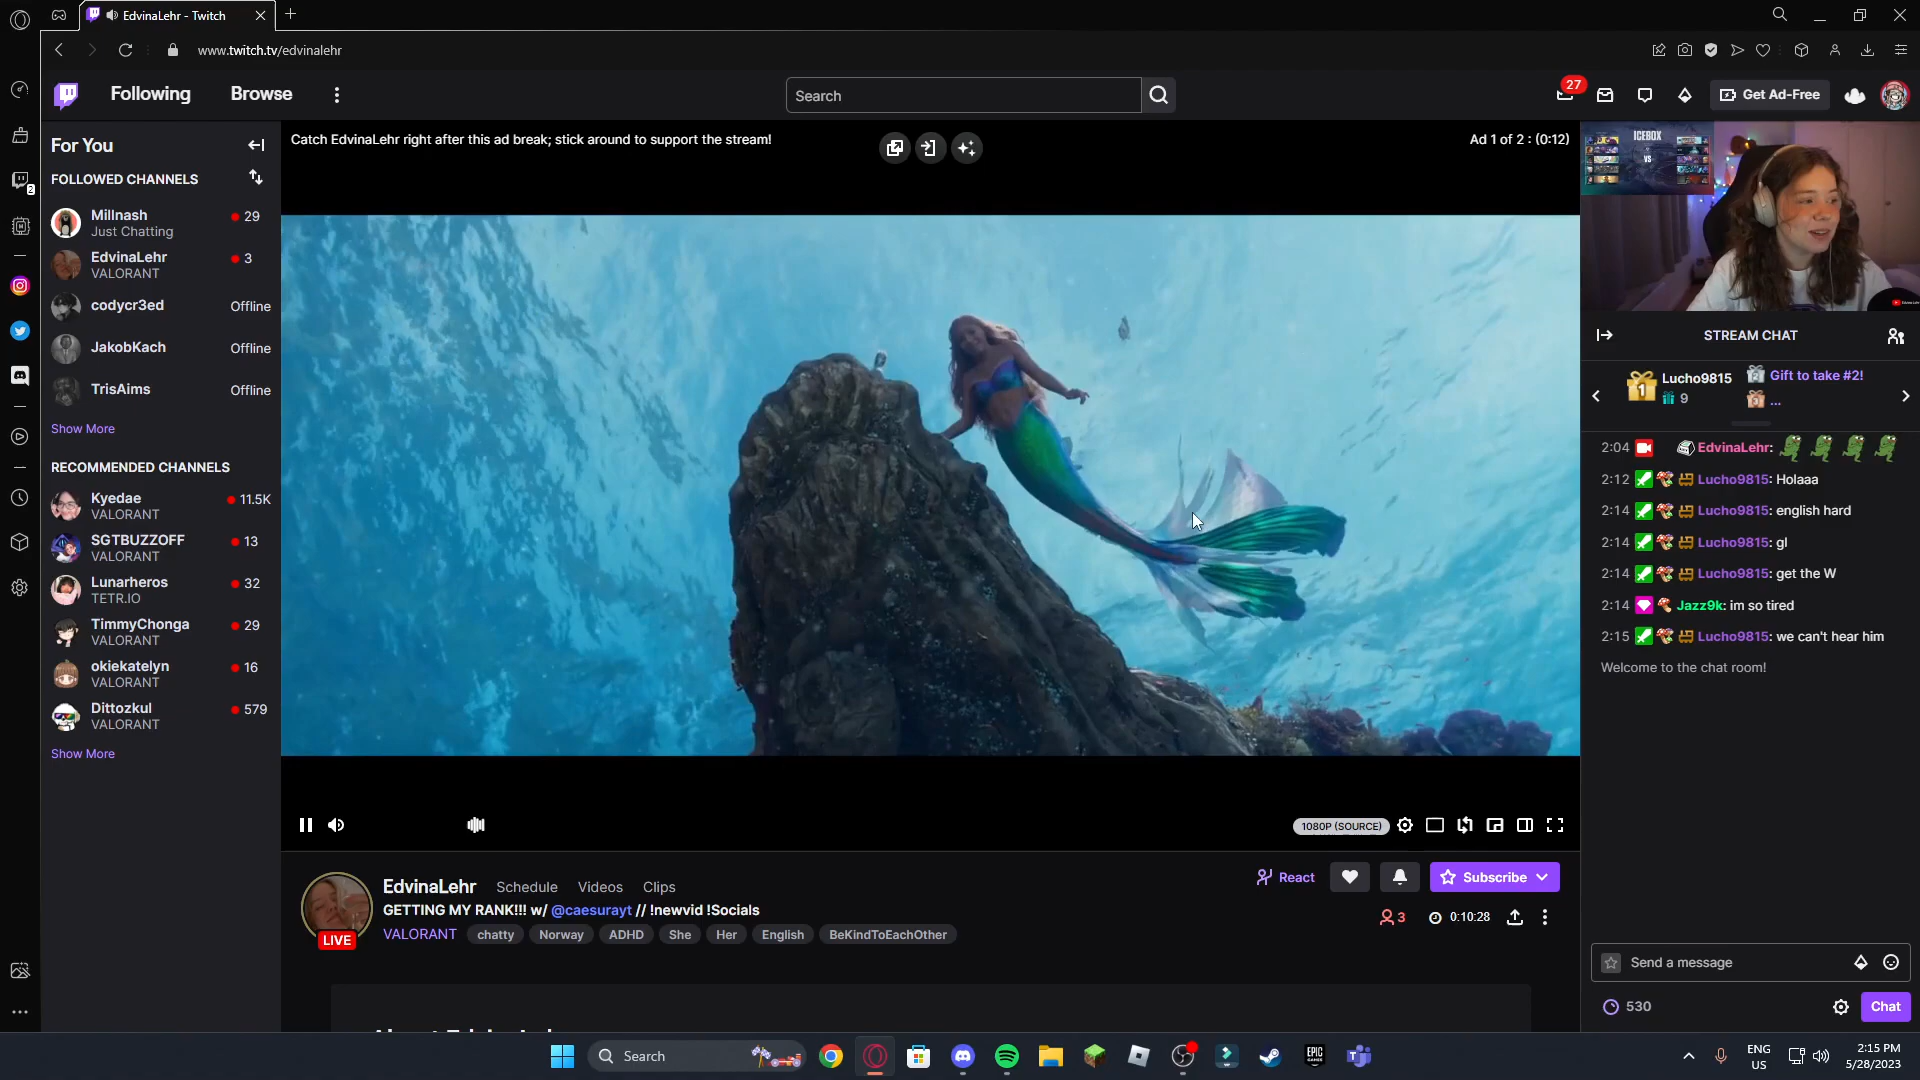 EdvinaLehr - Twitch
www.twitch.tv/edvinalehr
Following
Browse
Search
27
Get Ad-Free
2
For You
FOLLOWED CHANNELS
Millnash
29
Just Chatting
EdvinaLehr
3
VALORANT
codycr3ed
Offline
JakobKach
Offline
TrisAims
Offline
Show More
RECOMMENDED CHANNELS
Kyedae
11.5K
VALORANT
SGTBUZZOFF
13
VALORANT
Lunarheros
32
TETR.IO
TimmyChonga
29
VALORANT
okiekatelyn
16
VALORANT
Dittozkul
579
VALORANT
Show More
Catch EdvinaLehr right after this ad break; stick around to support the stream!
Ad 1 of 2 : (0:12)
1080P (SOURCE)
EdvinaLehr
Schedule
Videos
Clips
GETTING MY RANK!!! w/ @caesurayt // !newvid !Socials
VALORANT
chatty
Norway
ADHD
She
Her
English
BeKindToEachOther
LIVE
React
Subscribe
3
0:10:28
ICEBOX
VS
STREAM CHAT
1
Lucho9815
9
Gift to take #2!
...
2:04 EdvinaLehr:
2:12 Lucho9815: Holaaa
2:14 Lucho9815: english hard
2:14 Lucho9815: gl
2:14 Lucho9815: get the W
2:14 Jazz9k: im so tired
2:15 Lucho9815: we can't hear him
Welcome to the chat room!
Send a message
530
Chat
Search
EPIC
GAMES
ENG
US
2:15 PM
5/28/2023